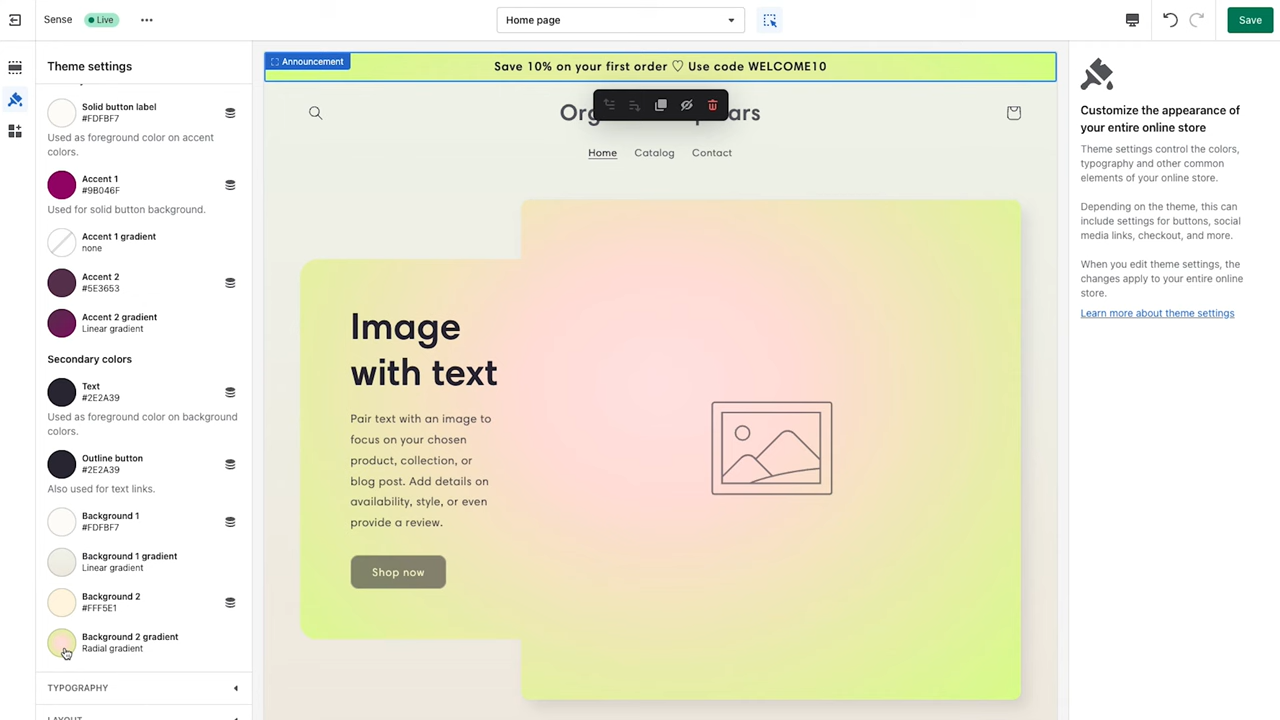 Sense
Live
Home page
Save
Theme settings
Solid button label
#FDFBF7
Used as foreground color on accent
colors.
Accent 1
#9B046F
Used for solid button background.
Accent 1 gradient
none
Accent 2
#5E3653
Accent 2 gradient
Linear gradient
Secondary colors
Text
#2E2A39
Used as foreground color on background
colors.
Outline button
#2E2A39
Also used for text links.
Background 1
#FDFBF7
Background 1 gradient
Linear gradient
Background 2
#FFF5E1
Background 2 gradient
Radial gradient
TYPOGRAPHY
LAYOUT
Announcement
Save 10% on your first order ♡ Use code WELCOME10
Home
Catalog
Contact
Image
with text
Pair text with an image to
focus on your chosen
product, collection, or
blog post. Add details on
availability, style, or even
provide a review.
Shop now
Customize the appearance of
your entire online store
Theme settings control the colors,
typography and other common
elements of your online store.
Depending on the theme, this can
include settings for buttons, social
media links, checkout, and more.
When you edit theme settings, the
changes apply to your entire online
store.
Learn more about theme settings